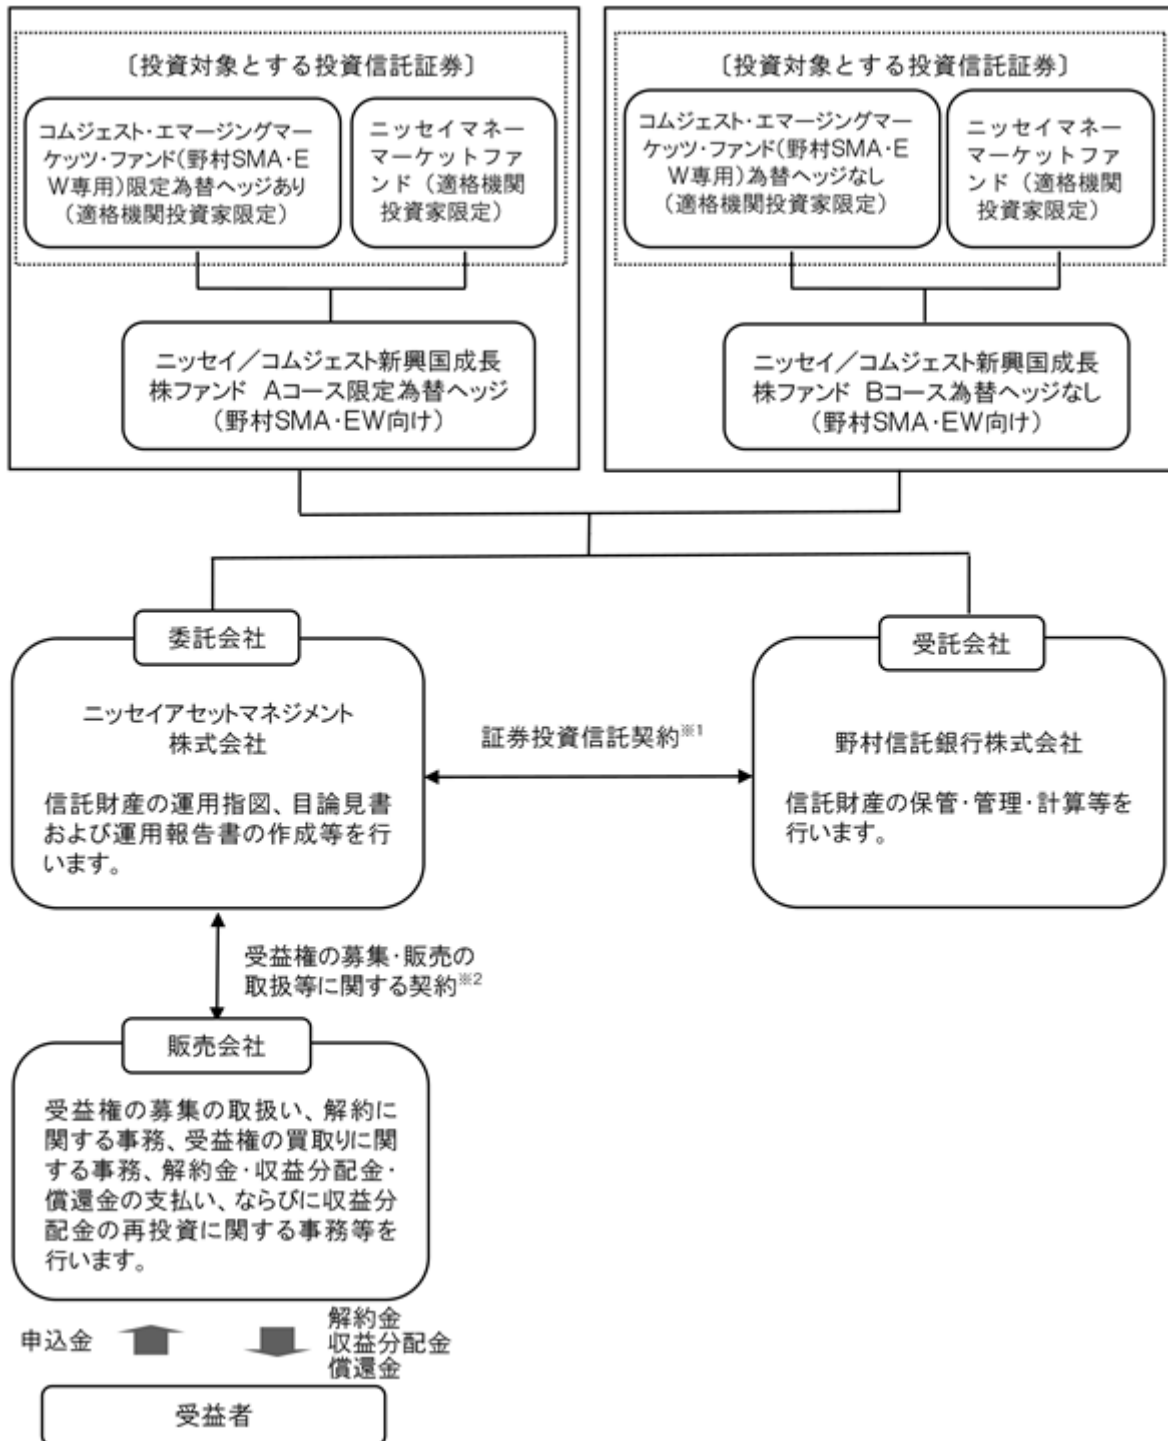 〔投資対象とする投資信託証券〕
コムジェスト・エマージングマー
ケッツ・ファンド(野村SMA・E
W専用)限定為替ヘッジあり
(適格機関投資家限定)
ニッセイマネー
マーケットファ
ンド（適格機関
投資家限定）
ニッセイ／コムジェスト新興国成長
株ファンド Aコース限定為替ヘッジ
(野村SMA・EW向け)
〔投資対象とする投資信託証券〕
コムジェスト・エマージングマー
ケッツ・ファンド(野村SMA・E
W専用)為替ヘッジなし
(適格機関投資家限定)
ニッセイマネー
マーケットファ
ンド（適格機関
投資家限定）
ニッセイ／コムジェスト新興国成長
株ファンド Bコース為替ヘッジなし
(野村SMA・EW向け)
委託会社
ニッセイアセットマネジメント
株式会社
信託財産の運用指図、目論見書
および運用報告書の作成等を行
います。
証券投資信託契約※1
受託会社
野村信託銀行株式会社
信託財産の保管・管理・計算等を
行います。
受益権の募集・販売の
取扱等に関する契約※2
販売会社
受益権の募集の取扱い、解約に
関する事務、受益権の買取りに関
する事務、解約金・収益分配金・
償還金の支払い、ならびに収益分
配金の再投資に関する事務等を
行います。
申込金
解約金
収益分配金
償還金
受益者